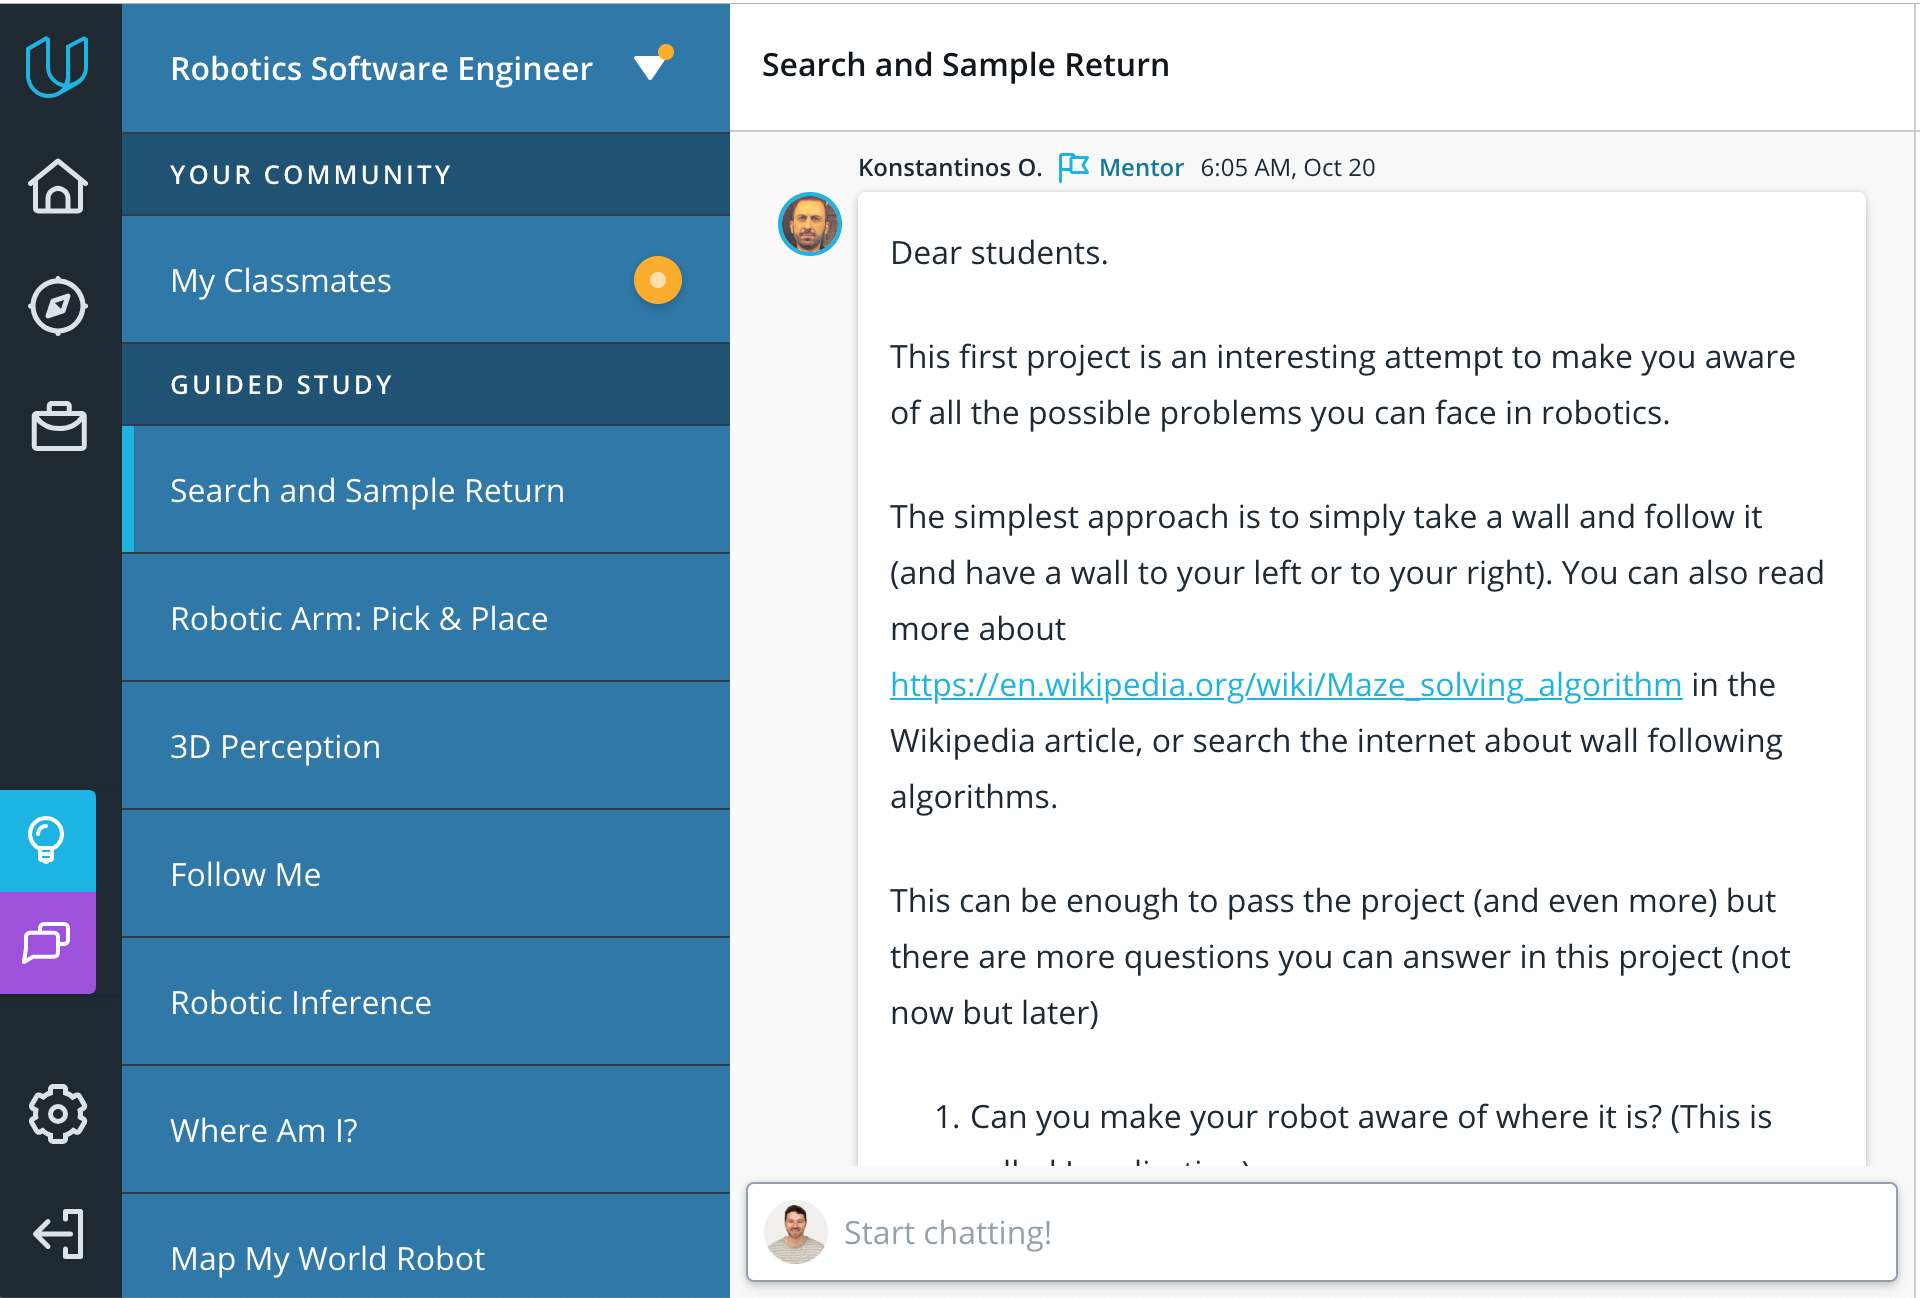 Robotics Software Engineer
YOUR COMMUNITY
My Classmates
GUIDED STUDY
Search and Sample Return
Robotic Arm: Pick & Place
3D Perception
Follow Me
Robotic Inference
Where Am I?
Map My World Robot
Search and Sample Return
Konstantinos O. Mentor 6:05 AM, Oct 20
Dear students.
This first project is an interesting attempt to make you aware
of all the possible problems you can face in robotics.
The simplest approach is to simply take a wall and follow it
(and have a wall to your left or to your right). You can also read
more about
https://en.wikipedia.org/wiki/Maze_solving_algorithm in the
Wikipedia article, or search the internet about wall following
algorithms.
This can be enough to pass the project (and even more) but
there are more questions you can answer in this project (not
now but later)
1. Can you make your robot aware of where it is? (This is
Start chatting!